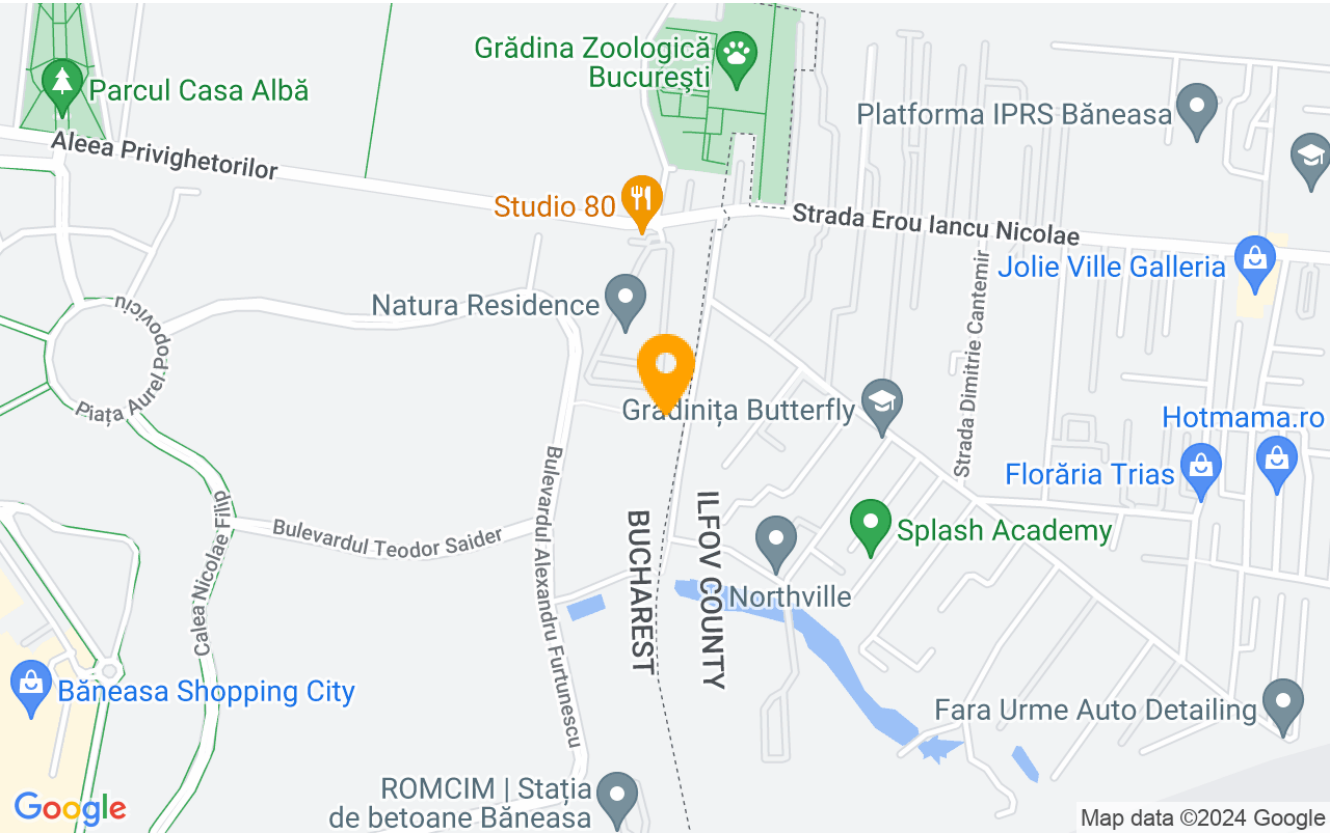 Grădina Zoologică
București
Parcul Casa Albă
Platforma IPRS Băneasa
Aleea Privighetorilor
Studio 80
Strada Erou Iancu Nicolae
Jolie Ville Galleria
Natura Residence
Strada Dimitrie Cantemir
Piața Aurel Popoviciu
Grădinița Butterfly
Hotmama.ro
Florăria Trias
Bulevardul Teodor Saider
Calea Nicolae Filip
Bulevardul Alexandru Furtunescu
BUCHAREST
ILFOV COUNTY
Splash Academy
Northville
Băneasa Shopping City
Fara Urme Auto Detailing
ROMCIM | Stația
de betoane Băneasa
Google
Map data ©2024 Google